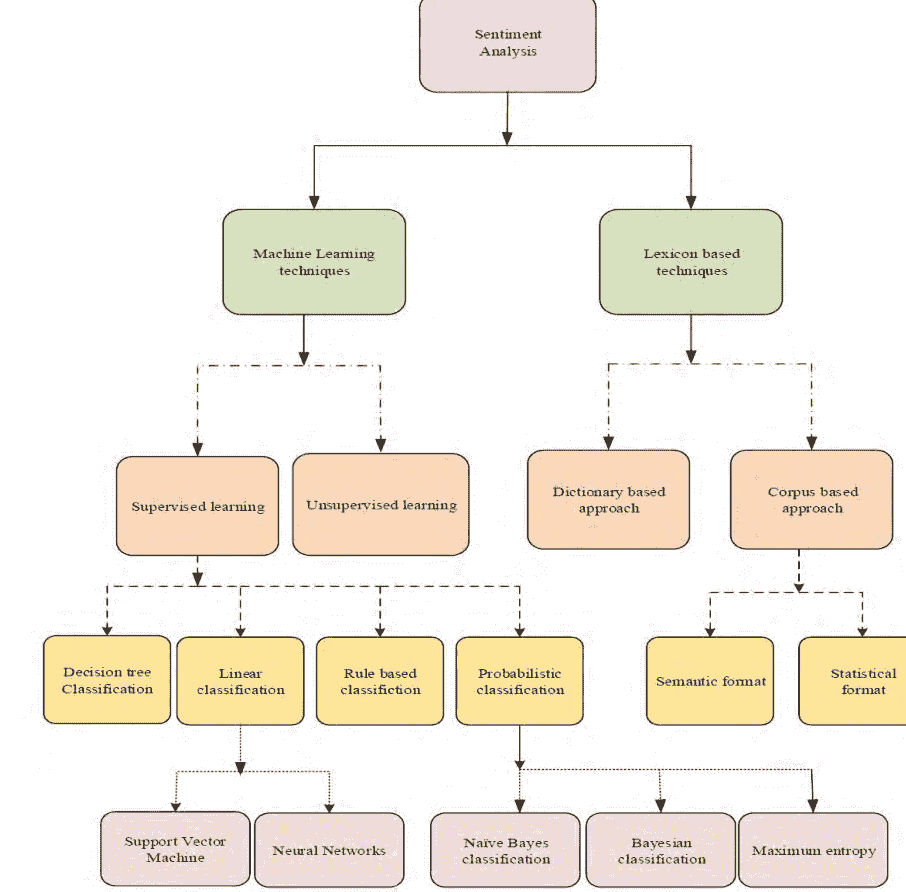 Sentiment
Analysis
Machine Learning
techniques
Lexicon based
techniques
Supervised learning
Unsupervised learning
Dictionary based
approach
Corpus based
approach
Decision tree
Classification
Linear
classification
Rule based
classifiction
Probabilistic
classification
Semantic format
Statistical
format
Support Vector
Machine
Neural Networks
Naïve Bayes
classification
Bayesian
classification
Maximum entropy